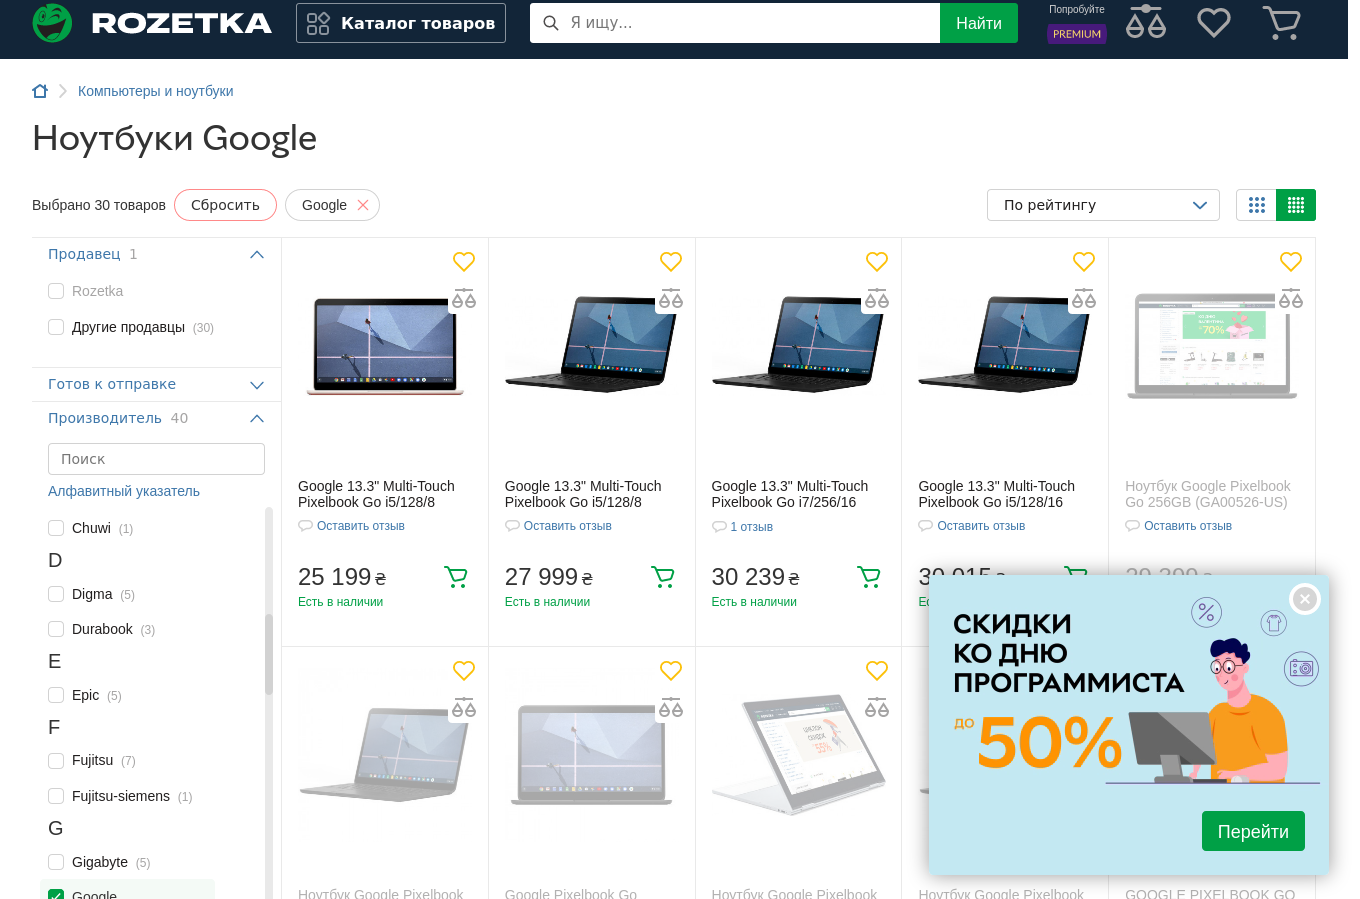 ROZETKA
Каталог товаров
Я ищу...
Найти
Попробуйте
PREMIUM
Компьютеры и ноутбуки
Ноутбуки Google
Выбрано 30 товаров
Сбросить
Google
По рейтингу
Продавец 1
Rozetka
Другие продавцы (30)
Готов к отправке
Производитель 40
Поиск
Алфавитный указатель
Chuwi (1)
D
Digma (5)
Durabook (3)
E
Epic (5)
F
Fujitsu (7)
Fujitsu-siemens (1)
G
Gigabyte (5)
Google
Google 13.3" Multi-Touch
Pixelbook Go i5/128/8
Оставить отзыв
25 199 ₴
Есть в наличии
Google 13.3" Multi-Touch
Pixelbook Go i5/128/8
Оставить отзыв
27 999 ₴
Есть в наличии
Google 13.3" Multi-Touch
Pixelbook Go i7/256/16
1 отзыв
30 239 ₴
Есть в наличии
Google 13.3" Multi-Touch
Pixelbook Go i5/128/16
Оставить отзыв
Ноутбук Google Pixelbook
Go 256GB (GA00526-US)
Оставить отзыв
70%
55%
Ноутбук Google Pixelbook
Google Pixelbook Go
Ноутбук Google Pixelbook
Ноутбук Google Pixelbook
GOOGLE PIXELBOOK GO
СКИДКИ
КО ДНЮ
ПРОГРАММИСТА
ДО 50%
Перейти